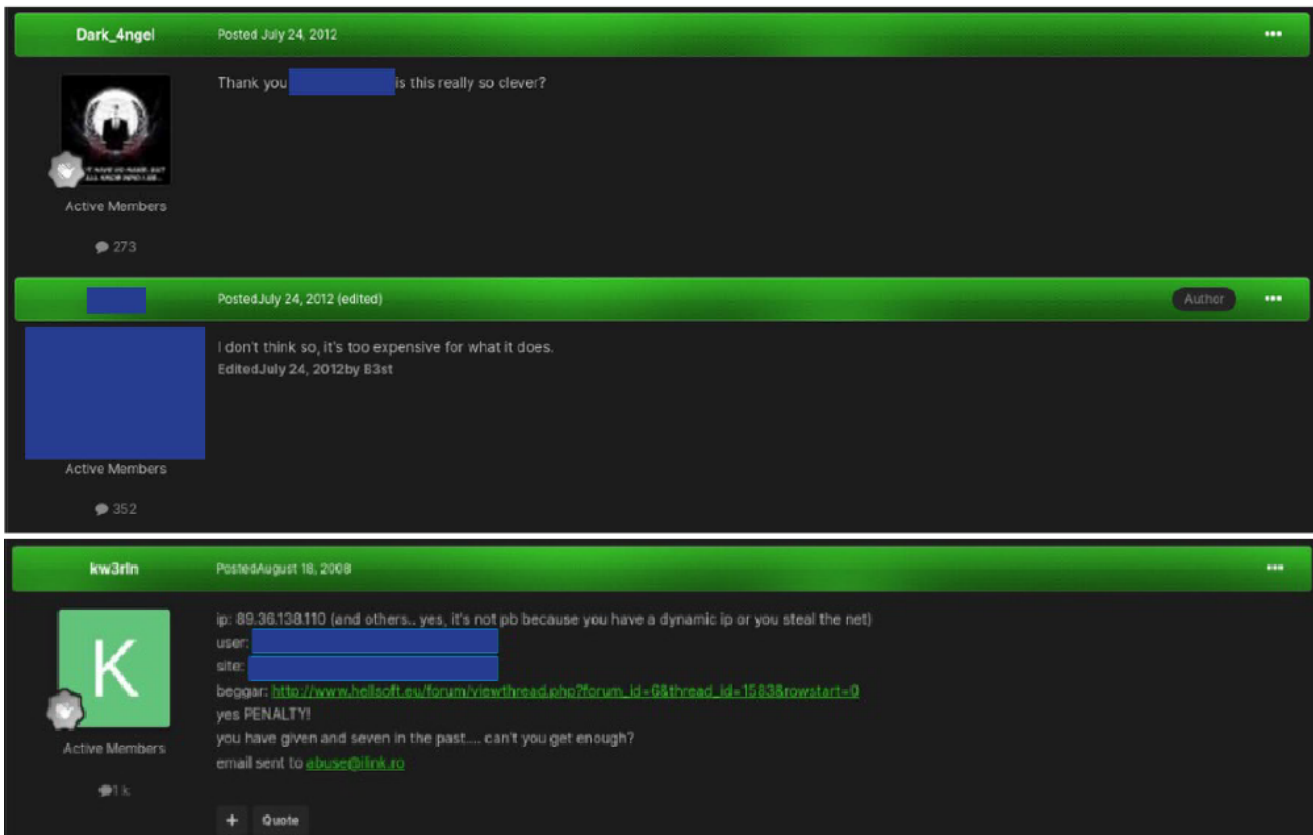 Dark_4ngel
Posted July 24, 2012
Thank you is this really so clever?
Active Members
273
PostedJuly 24, 2012 (edited)
Author
I don't think so, it's too expensive for what it does.
EditedJuly 24, 2012by B3st
Active Members
352
kw3rln
PostedAugust 18, 2008
K
ip: 89.36.138.110 (and others.. yes, it's not pb because you have a dynamic ip or you steal the net)
user:
site:
beggar: http://www.hellsoft.eu/forum/viewthread.php?forum_id=6&thread_id=1583&rowstart=0
yes PENALTY!
you have given and seven in the past.... can't you get enough?
email sent to abuse@ilink.ro
Active Members
1 k
+ Quote